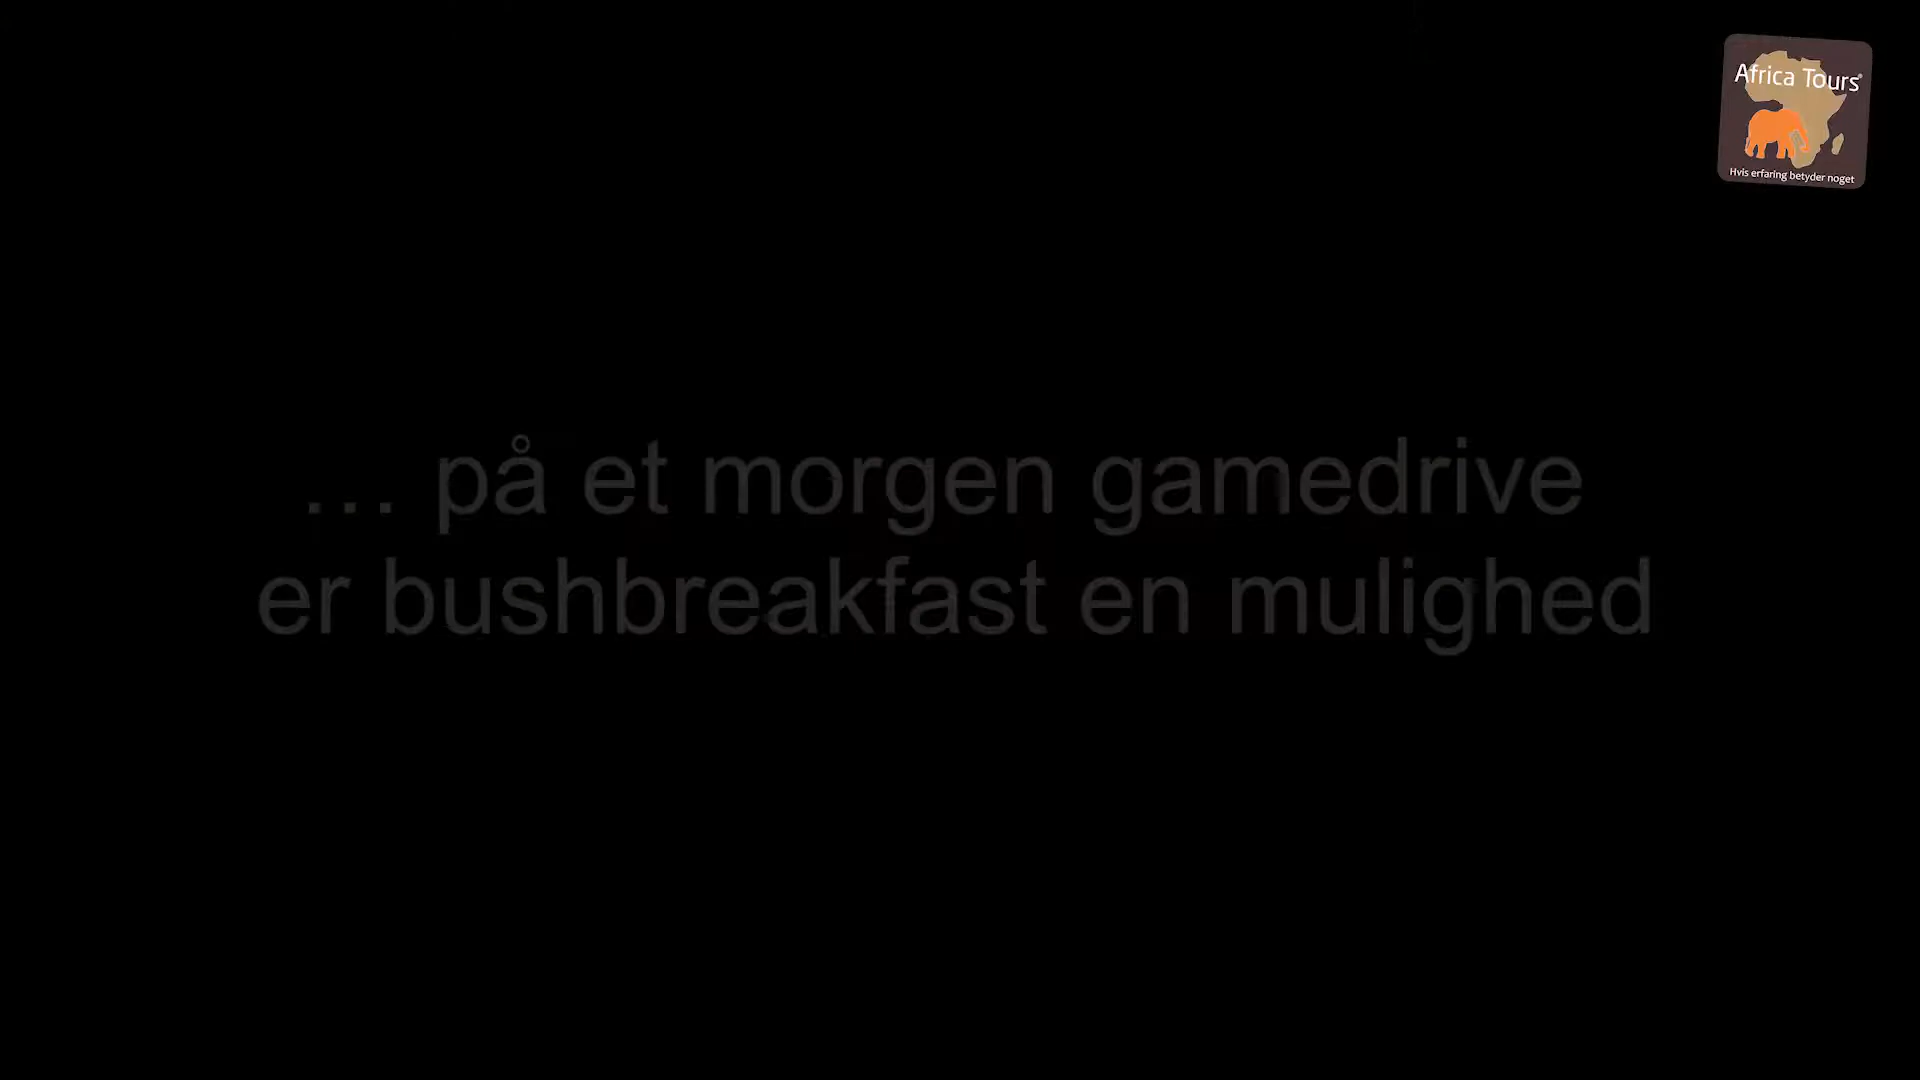 Africa Tours®
Hvis erfaring betyder noget
... på et morgen gamedrive
er bushbreakfast en mulighed